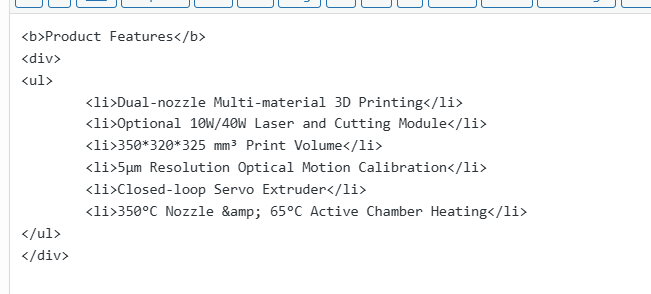 <b>Product Features</b>
<div>
<ul>
<li>Dual-nozzle Multi-material 3D Printing</li>
<li>Optional 10W/40W Laser and Cutting Module</li>
<li>350*320*325 mm³ Print Volume</li>
<li>5μm Resolution Optical Motion Calibration</li>
<li>Closed-loop Servo Extruder</li>
<li>350°C Nozzle &amp; 65°C Active Chamber Heating</li>
</ul>
</div>